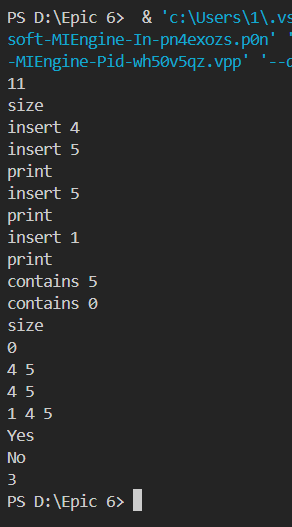 PS D:\Epic 6>  & 'c:\Users\1\.vs
soft-MIEngine-In-pn4exozs.p0n' '
-MIEngine-Pid-wh50v5qz.vpp' '--d
11
size
insert 4
insert 5
print
insert 5
print
insert 1
print
contains 5
contains 0
size
0
4 5
4 5
1 4 5
Yes
No
3
PS D:\Epic 6>